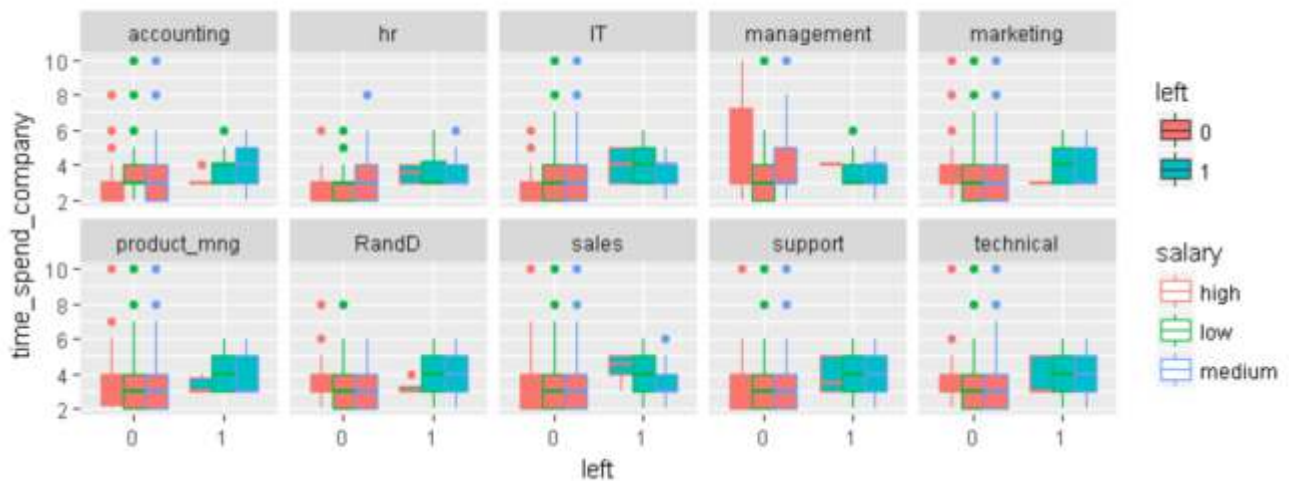 accounting hr IT management marketing
10
8
6
4
2
product_mng RandD sales support technical
10
8
6
4
2
0 1 0 1 0 1 0 1 0 1
left
time_spend_company
left
0
1
salary
high
low
medium